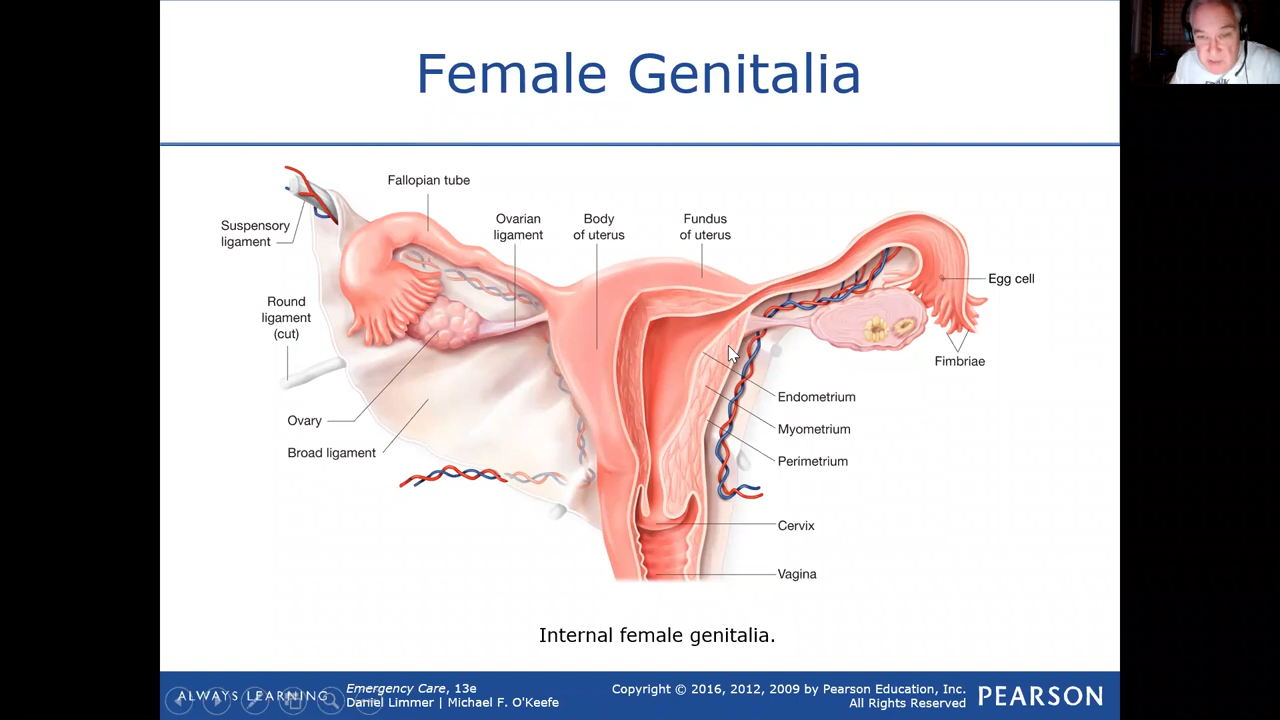 Female Genitalia
Fallopian tube
Suspensory
ligament
Ovarian
ligament
Body
of uterus
Fundus
of uterus
Egg cell
Round
ligament
(cut)
Fimbriae
Endometrium
Ovary
Myometrium
Broad ligament
Perimetrium
Cervix
Vagina
Internal female genitalia.
ALWAYS LEARNING
Emergency Care, 13e
Daniel Limmer | Michael F. O'Keefe
Copyright © 2016, 2012, 2009 by Pearson Education, Inc.
All Rights Reserved
PEARSON